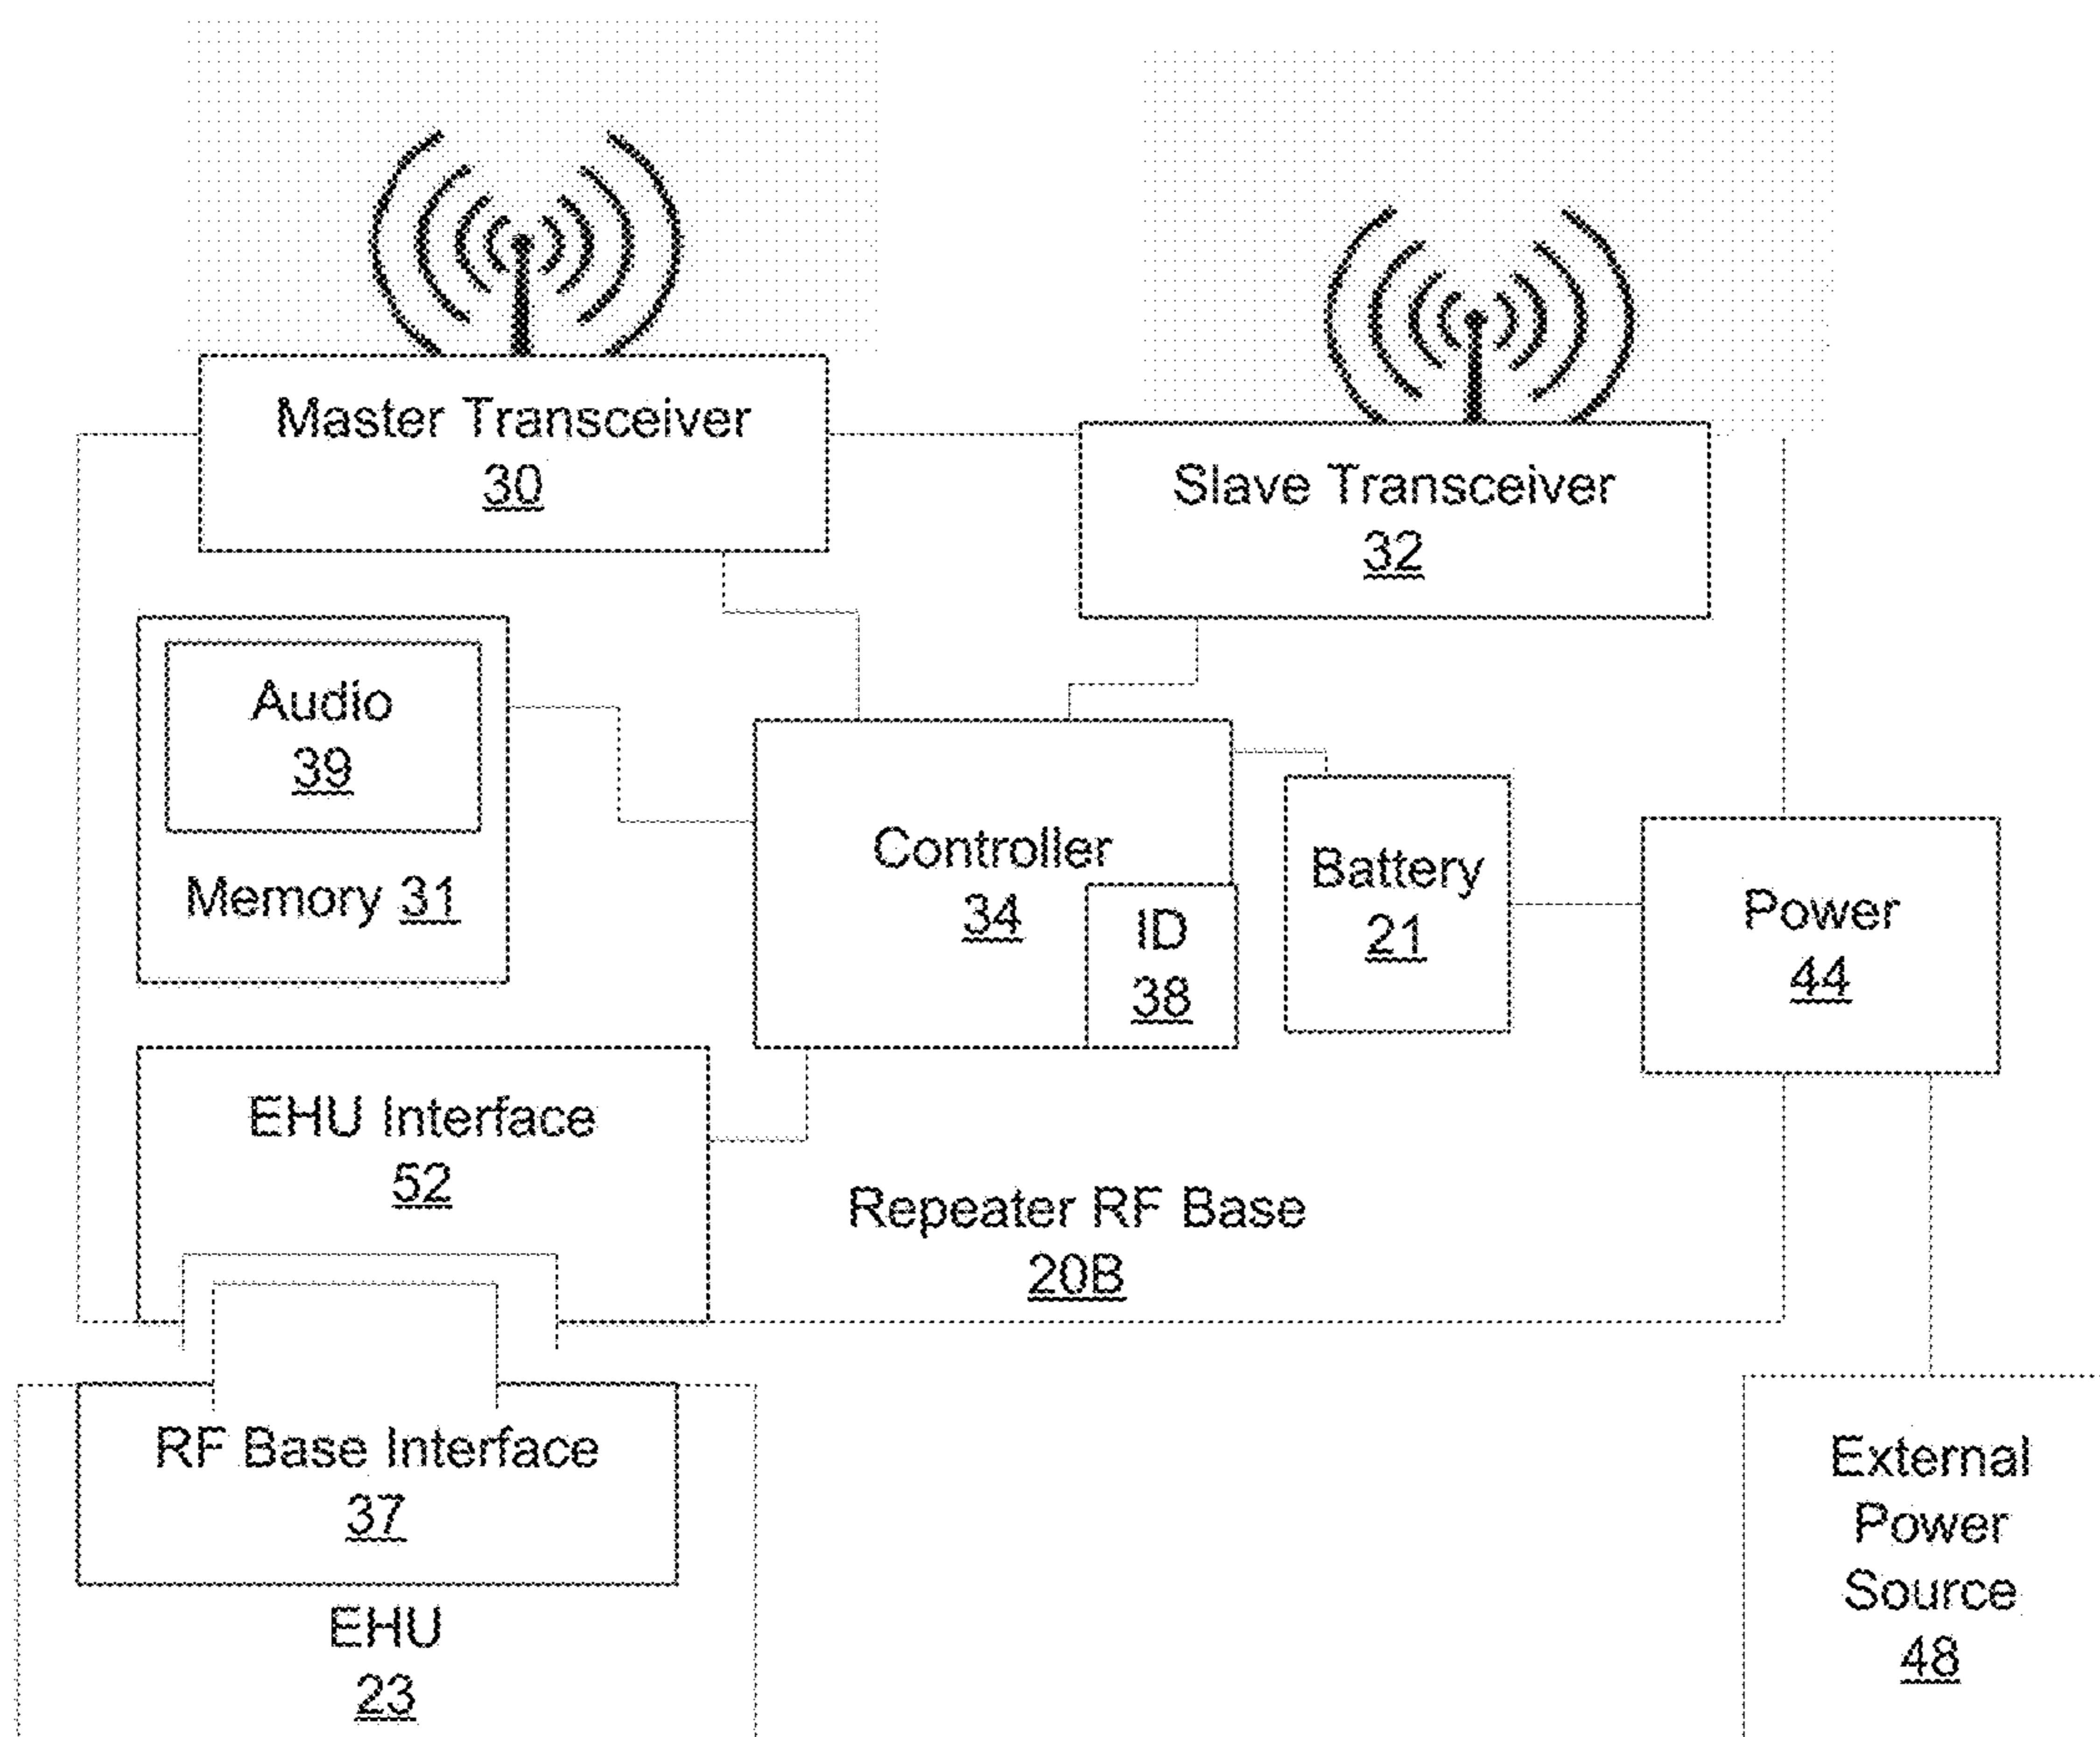 Master Transceiver
30
Slave Transceiver
32
Audio
39
Memory 31
Controller
34
ID
38
Battery
21
Power
44
EHU Interface
52
Repeater RF Base
20B
RF Base Interface
37
EHU
23
External
Power
Source
48